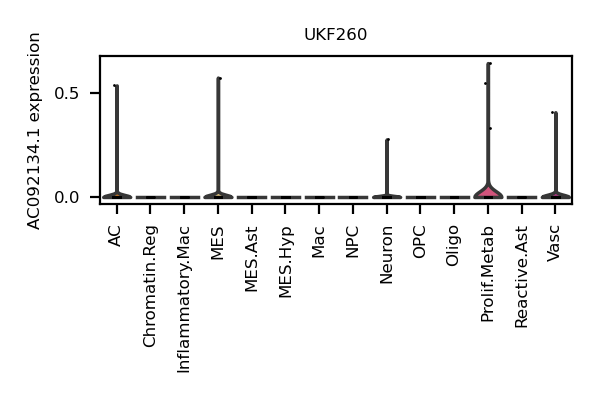 UKF260
AC092134.1 expression
0.5
0.0
AC
Chromatin.Reg
Inflammatory.Mac
MES
MES.Ast
MES.Hyp
Mac
NPC
Neuron
OPC
Oligo
Prolif.Metab
Reactive.Ast
Vasc